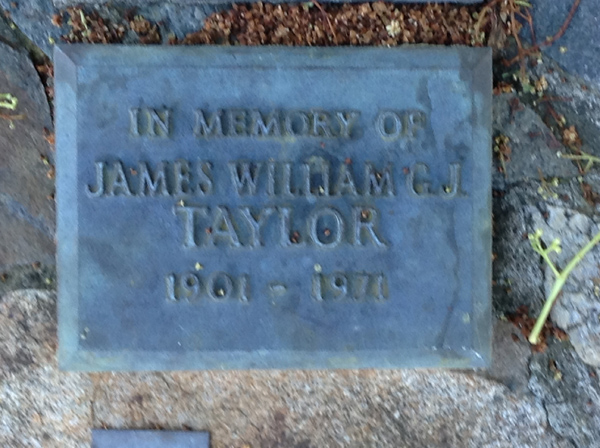 IN MEMORY OF
JAMES WILLIAM G.J.
TAYLOR
1901 - 1971